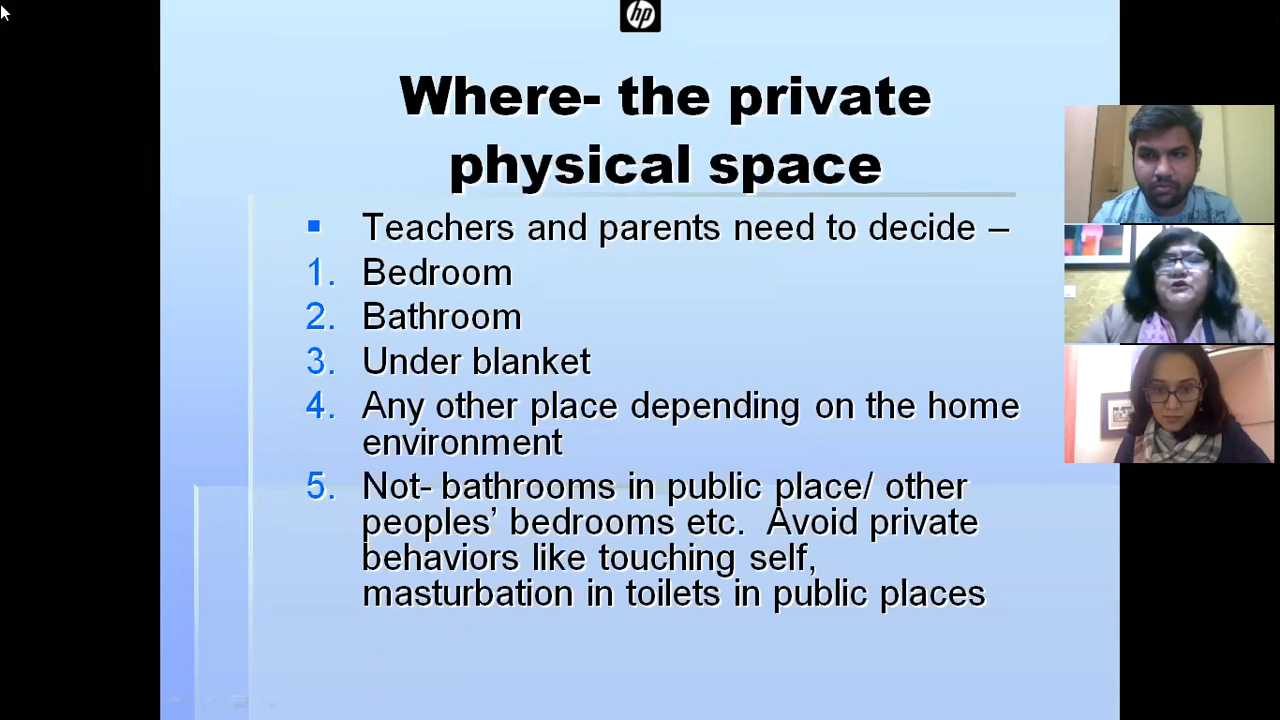 hp
Where- the private
physical space
▪ Teachers and parents need to decide –
1. Bedroom
2. Bathroom
3. Under blanket
4. Any other place depending on the home
environment
5. Not- bathrooms in public place/ other
peoples’ bedrooms etc.  Avoid private
behaviors like touching self,
masturbation in toilets in public places